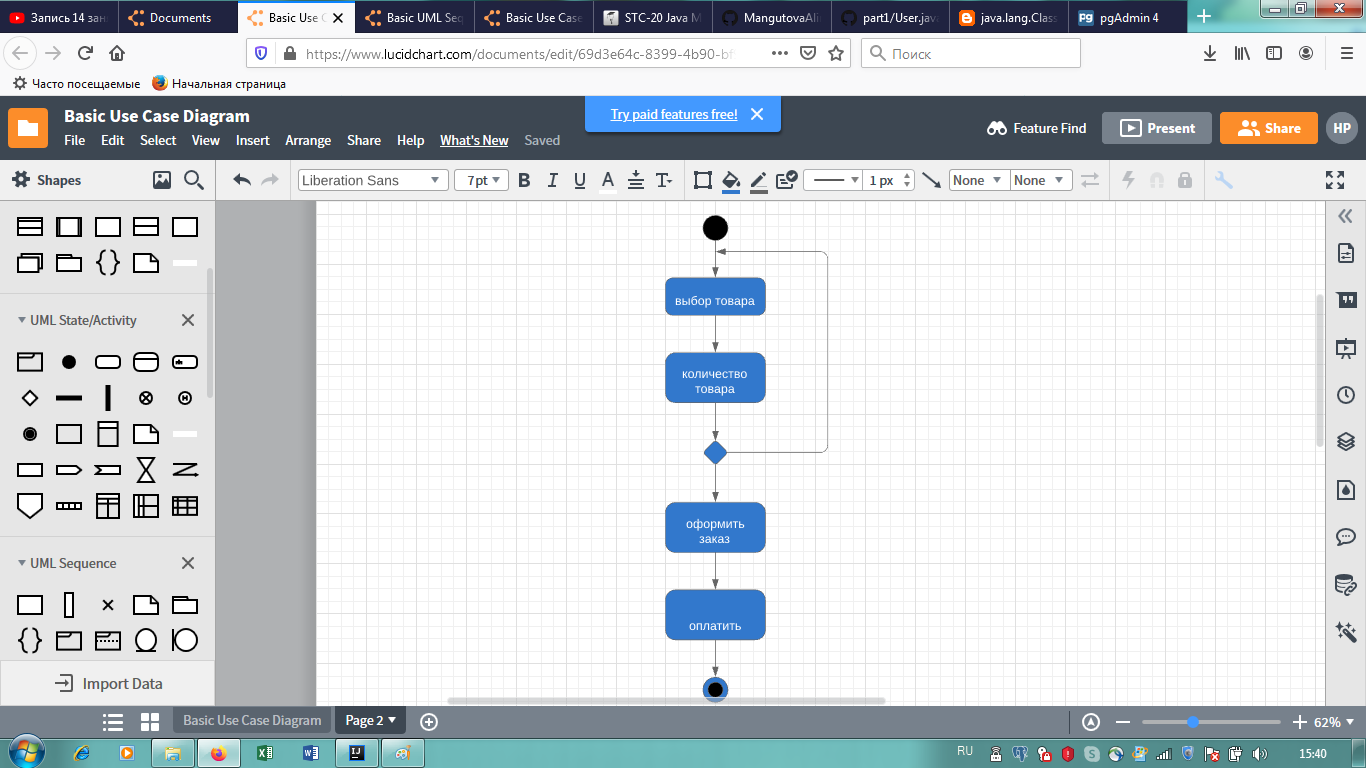 Запись 14 зан
Documents
Basic Use C
Basic UML Seq
Basic Use Case
STC-20 Java M
MangutovaAli
part1/User.java
java.lang.Class
pgAdmin 4
https://www.lucidchart.com/documents/edit/69d3e64c-8399-4b90-bf
Поиск
Часто посещаемые
Начальная страница
Basic Use Case Diagram
Try paid features free!
File Edit Select View Insert Arrange Share Help What's New Saved
Feature Find
Present
Share
HP
Shapes
Liberation Sans
7pt
B I U A T
1 px
None
None
выбор товара
UML State/Activity
количество
товара
оформить
заказ
UML Sequence
оплатить
Import Data
Basic Use Case Diagram
Page 2
62%
RU
15:40